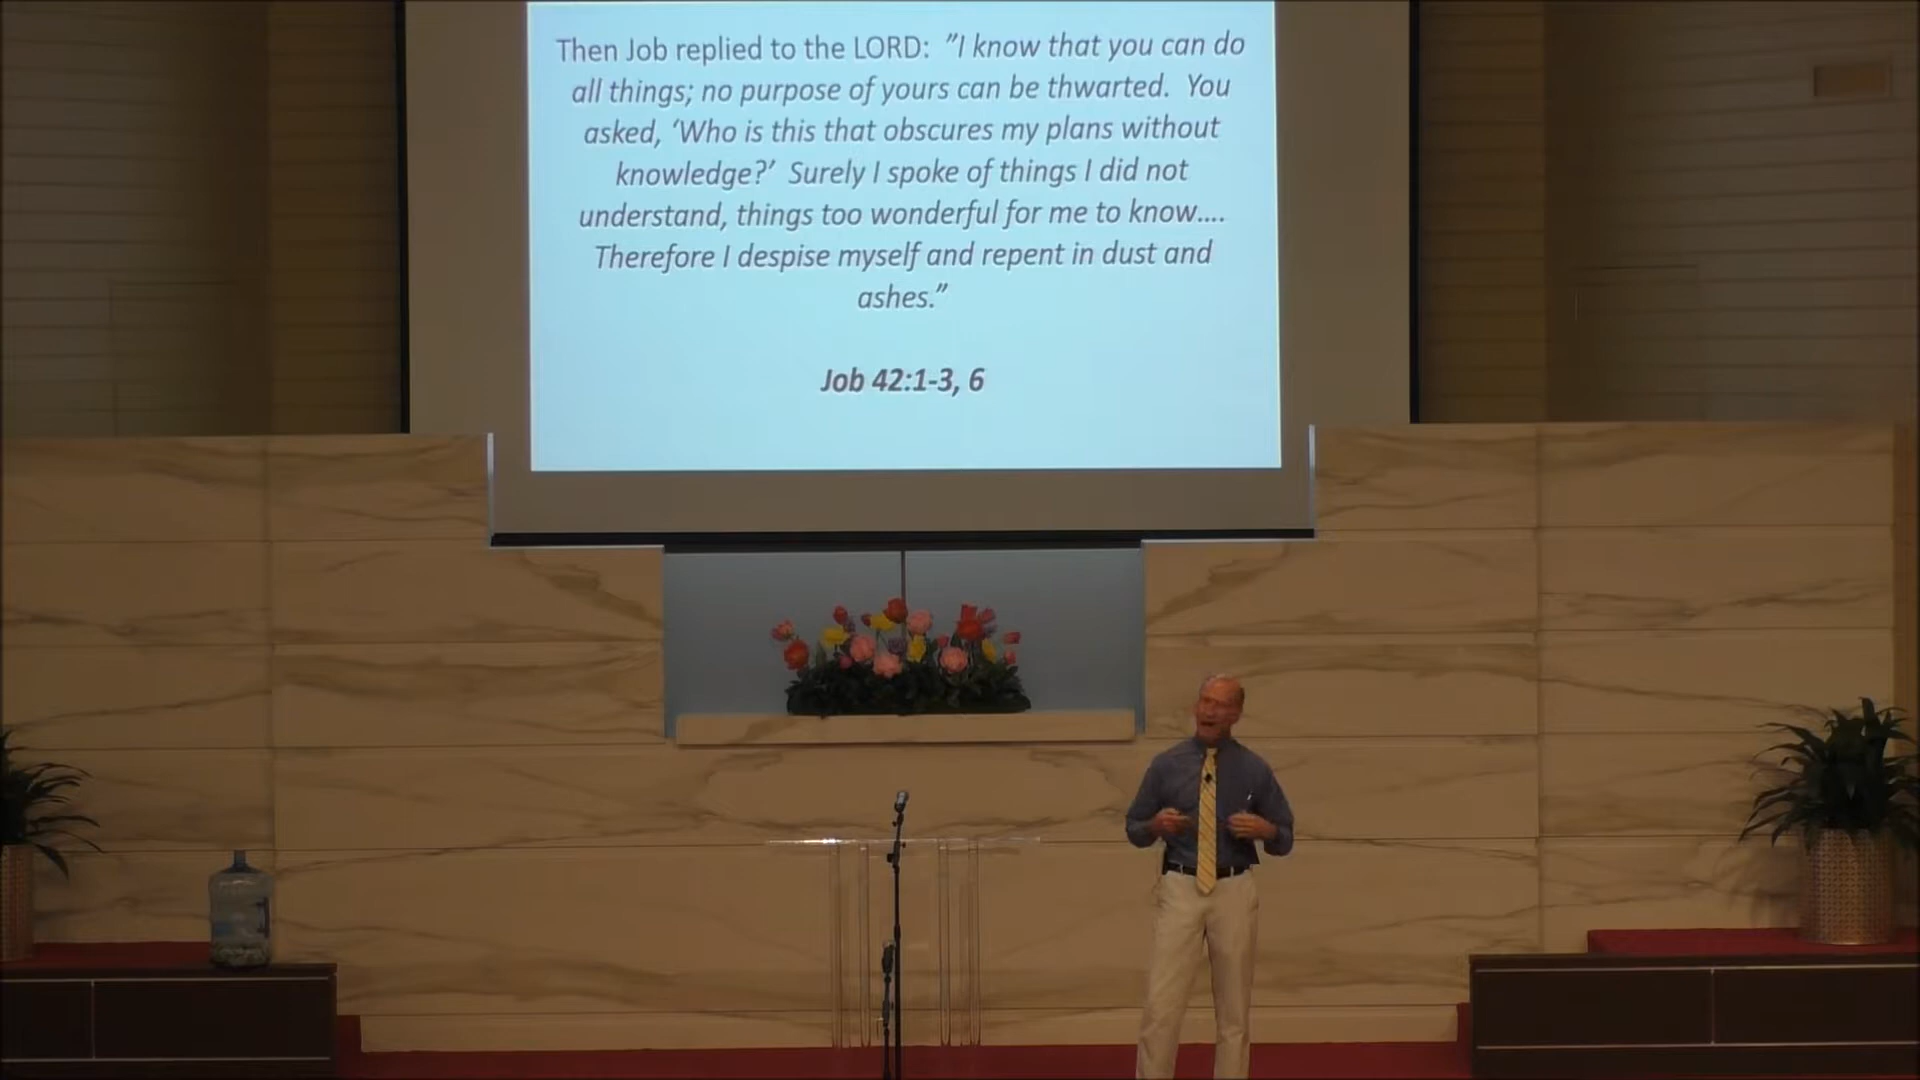 Then Job replied to the LORD:  "I know that you can do
all things; no purpose of yours can be thwarted.  You
asked, ‘Who is this that obscures my plans without
knowledge?’  Surely I spoke of things I did not
understand, things too wonderful for me to know....
Therefore I despise myself and repent in dust and
ashes.”
Job 42:1-3, 6